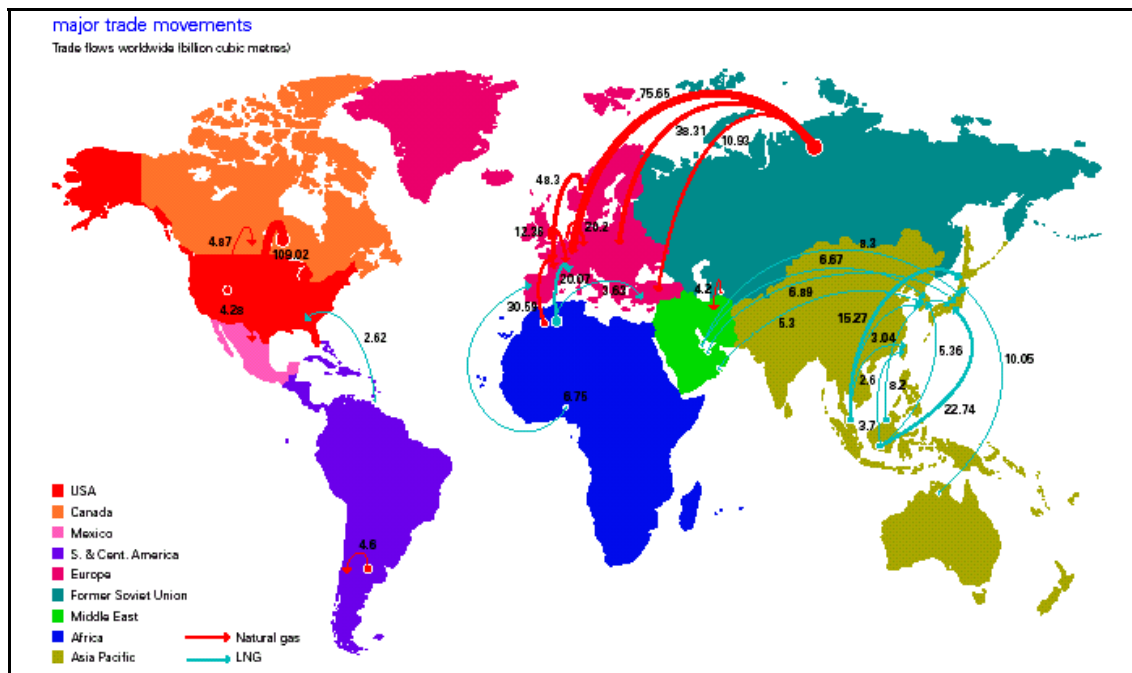 major trade movements
Trade flows worldwide (billion cubic metres)
75.65
38.31
10.93
48.3
12.36
20.2
4.87
109.02
8.3
6.67
20.07
3.63
4.2
6.89
30.59
4.28
2.62
5.3
15.27
3.04
5.36
10.05
2.6
8.2
6.75
22.74
3.7
4.6
USA
Canada
Mexico
S. & Cent. America
Europe
Former Soviet Union
Middle East
Africa
Natural gas
Asia Pacific
LNG